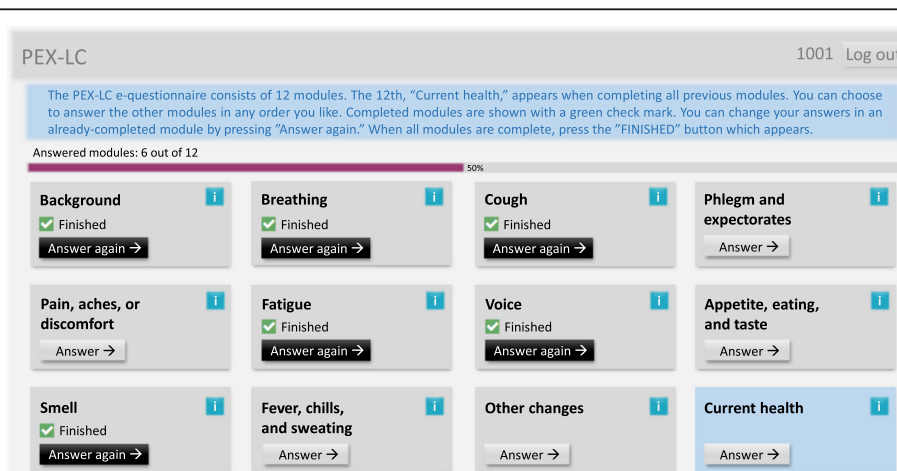 PEX-LC
1001 Log out
The PEX-LC e-questionnaire consists of 12 modules. The 12th, “Current health,” appears when completing all previous modules. You can choose
to answer the other modules in any order you like. Completed modules are shown with a green check mark. You can change your answers in an
already-completed module by pressing ”Answer again.” When all modules are complete, press the ”FINISHED” button which appears.
Answered modules: 6 out of 12
50%
Background i
Finished
Answer again →
Breathing i
Finished
Answer again →
Cough i
Finished
Answer again →
Phlegm and i
expectorates
Answer →
Pain, aches, or i
discomfort
Answer →
Fatigue i
Finished
Answer again →
Voice i
Finished
Answer again →
Appetite, eating, i
and taste
Answer →
Smell i
Finished
Answer again →
Fever, chills, i
and sweating
Answer →
Other changes i
Answer →
Current health i
Answer →